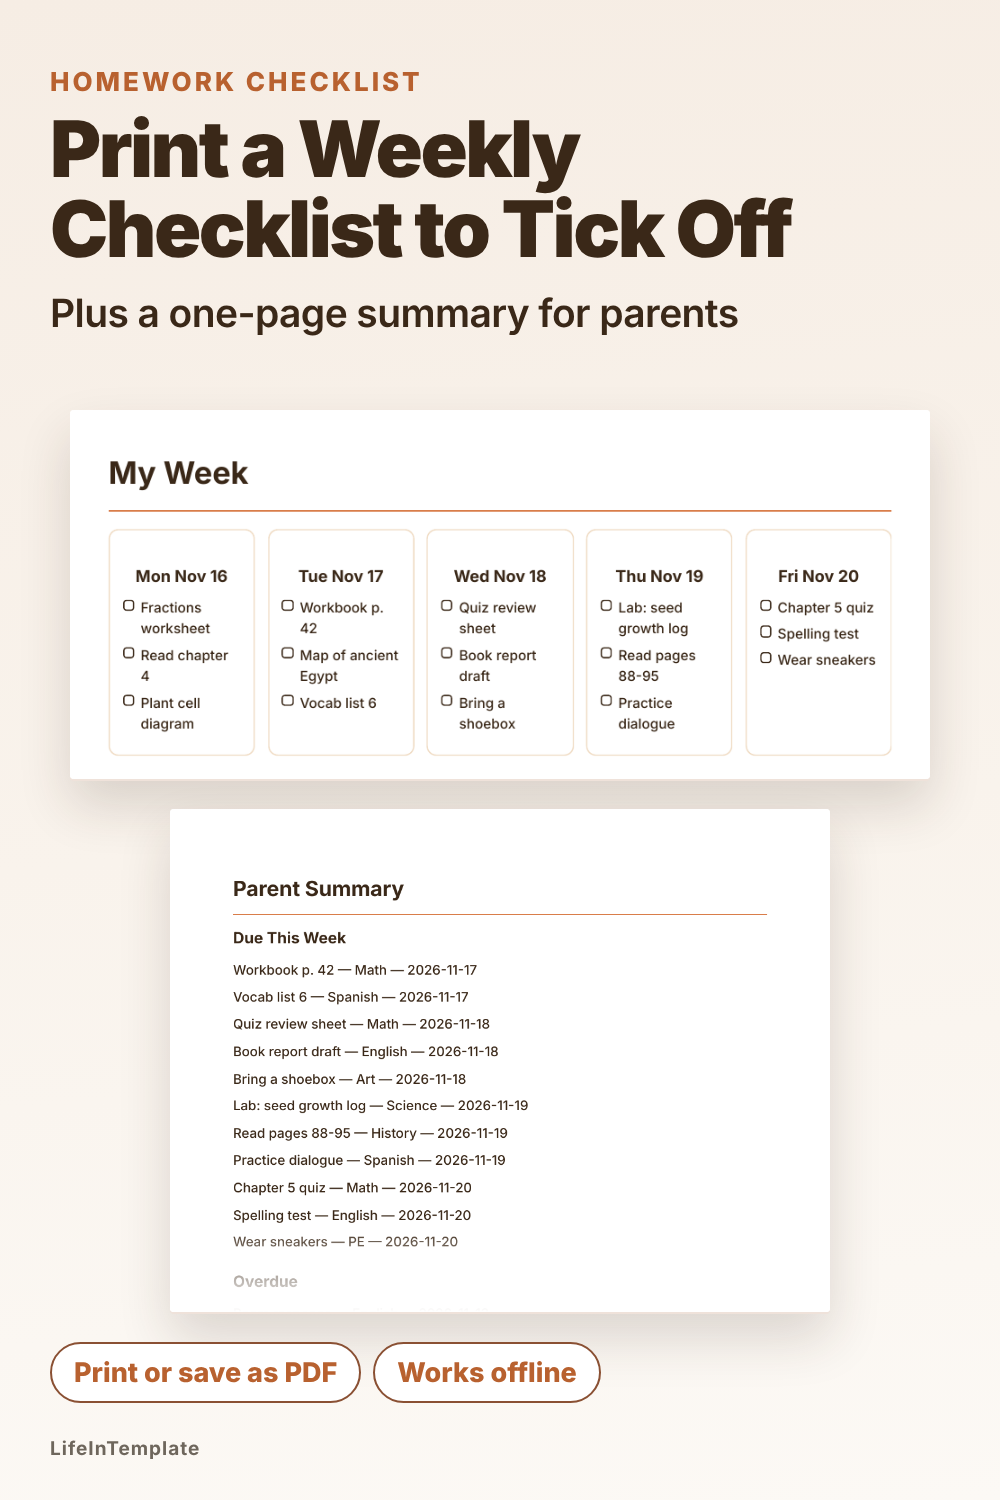 HOMEWORK CHECKLIST
Print a Weekly
Checklist to Tick Off
Plus a one-page summary for parents
My Week
Mon Nov 16
Fractions
worksheet
Read chapter
4
Plant cell
diagram
Tue Nov 17
Workbook p.
42
Map of ancient
Egypt
Vocab list 6
Wed Nov 18
Quiz review
sheet
Book report
draft
Bring a
shoebox
Thu Nov 19
Lab: seed
growth log
Read pages
88-95
Practice
dialogue
Fri Nov 20
Chapter 5 quiz
Spelling test
Wear sneakers
Parent Summary
Due This Week
Workbook p. 42 — Math — 2026-11-17
Vocab list 6 — Spanish — 2026-11-17
Quiz review sheet — Math — 2026-11-18
Book report draft — English — 2026-11-18
Bring a shoebox — Art — 2026-11-18
Lab: seed growth log — Science — 2026-11-19
Read pages 88-95 — History — 2026-11-19
Practice dialogue — Spanish — 2026-11-19
Chapter 5 quiz — Math — 2026-11-20
Spelling test — English — 2026-11-20
Wear sneakers — PE — 2026-11-20
Overdue
Print or save as PDF
Works offline
LifeInTemplate